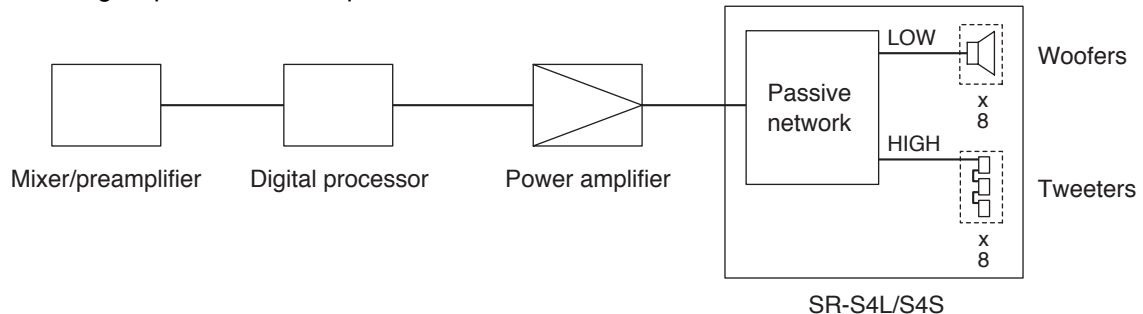 LOW
Woofers
x
8
Passive
network
HIGH
Tweeters
x
8
Mixer/preamplifier
Digital processor
Power amplifier
SR-S4L/S4S